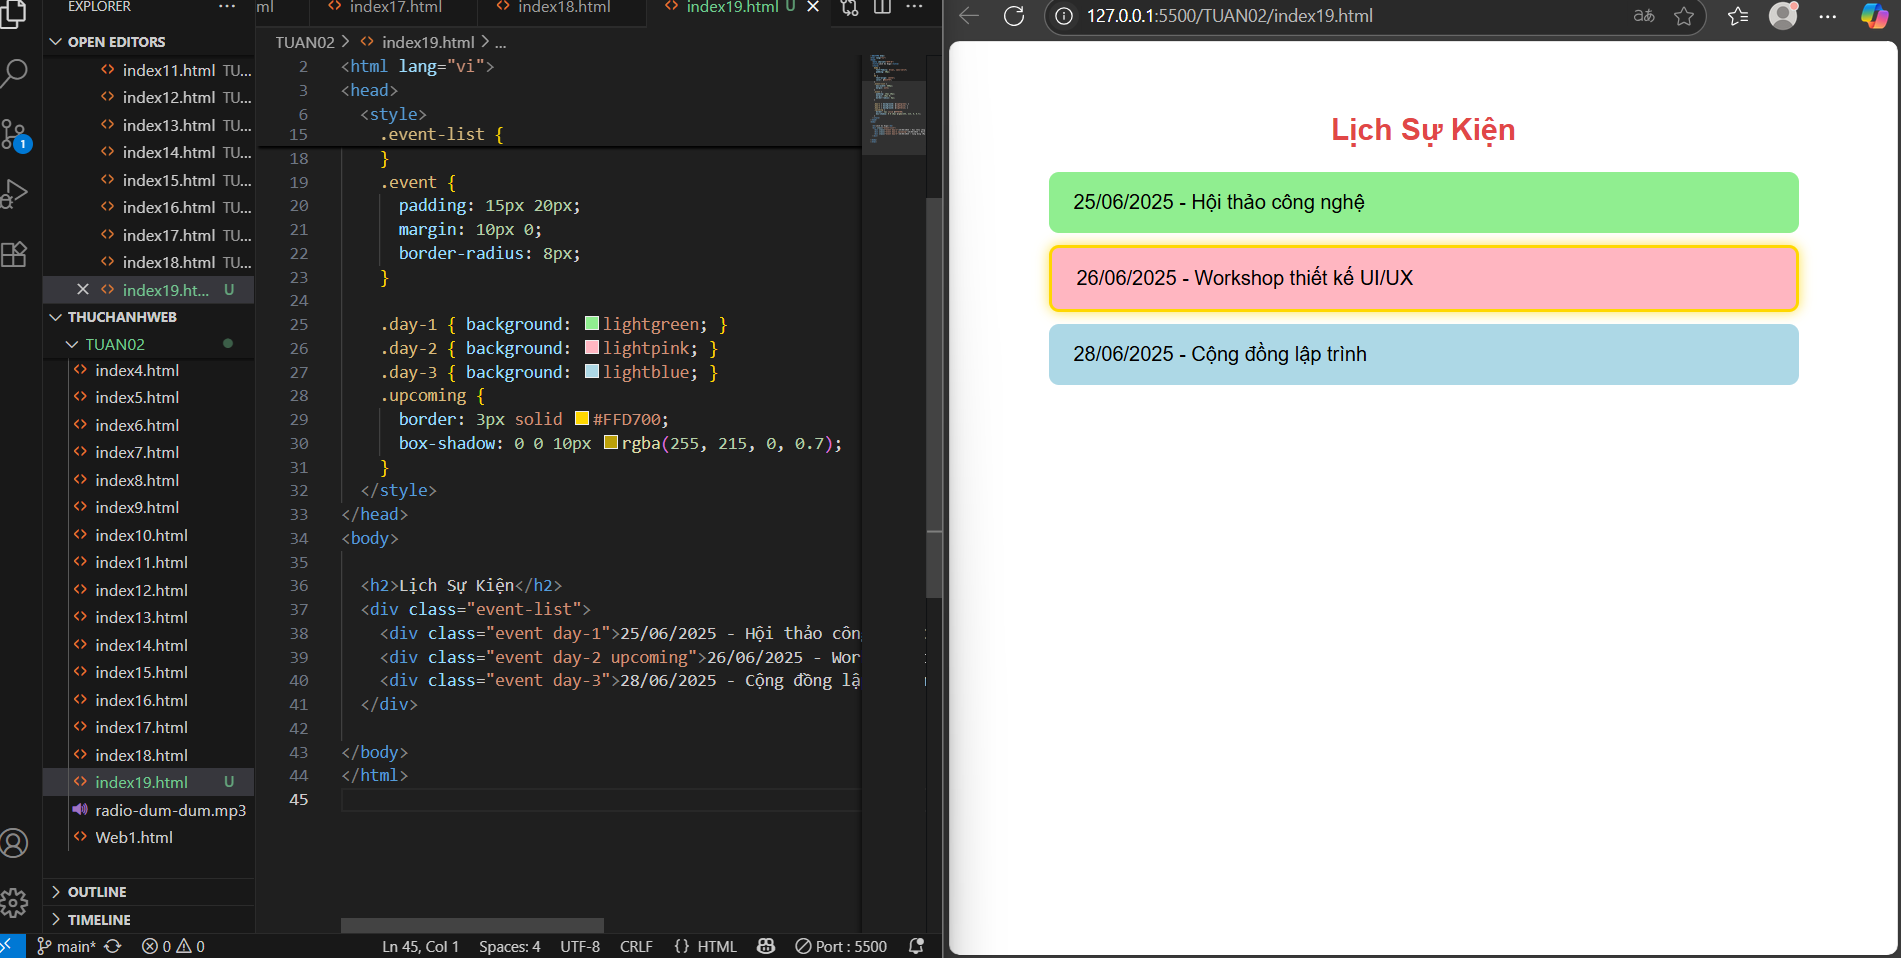 EXPLORER
OPEN EDITORS
index11.html TU...
index12.html TU...
index13.html TU...
index14.html TU...
index15.html TU...
index16.html TU...
index17.html TU...
index18.html TU...
index19.ht... U
THUCHANHWEB
TUAN02
index4.html
index5.html
index6.html
index7.html
index8.html
index9.html
index10.html
index11.html
index12.html
index13.html
index14.html
index15.html
index16.html
index17.html
index18.html
index19.html U
radio-dum-dum.mp3
Web1.html
OUTLINE
TIMELINE
1
ml index17.html index18.html index19.html U
TUAN02 > index19.html > ...
2 <html lang="vi">
3 <head>
6 <style>
15 .event-list {
18 }
19 .event {
20 padding: 15px 20px;
21 margin: 10px 0;
22 border-radius: 8px;
23 }
24
25 .day-1 { background: lightgreen; }
26 .day-2 { background: lightpink; }
27 .day-3 { background: lightblue; }
28 .upcoming {
29 border: 3px solid #FFD700;
30 box-shadow: 0 0 10px rgba(255, 215, 0, 0.7);
31 }
32 </style>
33 </head>
34 <body>
35
36 <h2>Lịch Sự Kiện</h2>
37 <div class="event-list">
38 <div class="event day-1">25/06/2025 - Hội thảo côn
39 <div class="event day-2 upcoming">26/06/2025 - Wor
40 <div class="event day-3">28/06/2025 - Cộng đồng lậ
41 </div>
42
43 </body>
44 </html>
45
main* 0 0 Ln 45, Col 1 Spaces: 4 UTF-8 CRLF {} HTML Port : 5500
127.0.0.1:5500/TUAN02/index19.html
Lịch Sự Kiện
25/06/2025 - Hội thảo công nghệ
26/06/2025 - Workshop thiết kế UI/UX
28/06/2025 - Cộng đồng lập trình